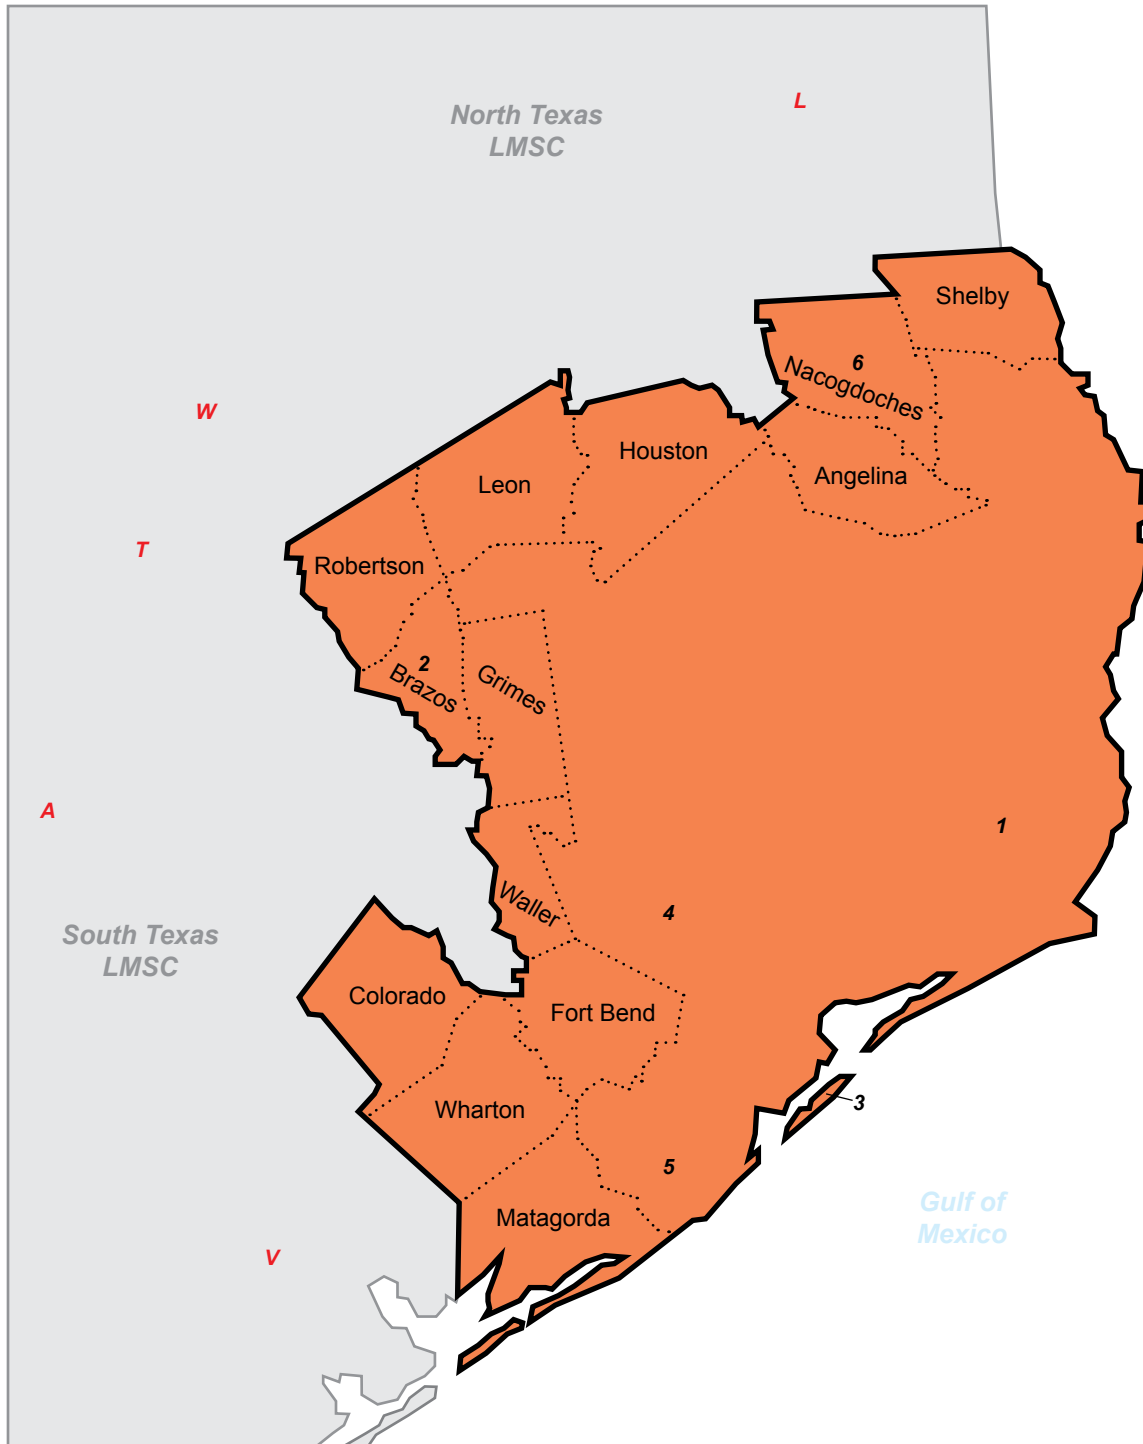 L
North Texas
LMSC
Shelby
6
Nacogdoches
W
Houston
Angelina
Leon
T
Robertson
2
Brazos
Grimes
A
1
Waller
4
South Texas
LMSC
Colorado
Fort Bend
Wharton
3
5
Matagorda
Gulf of
Mexico
V